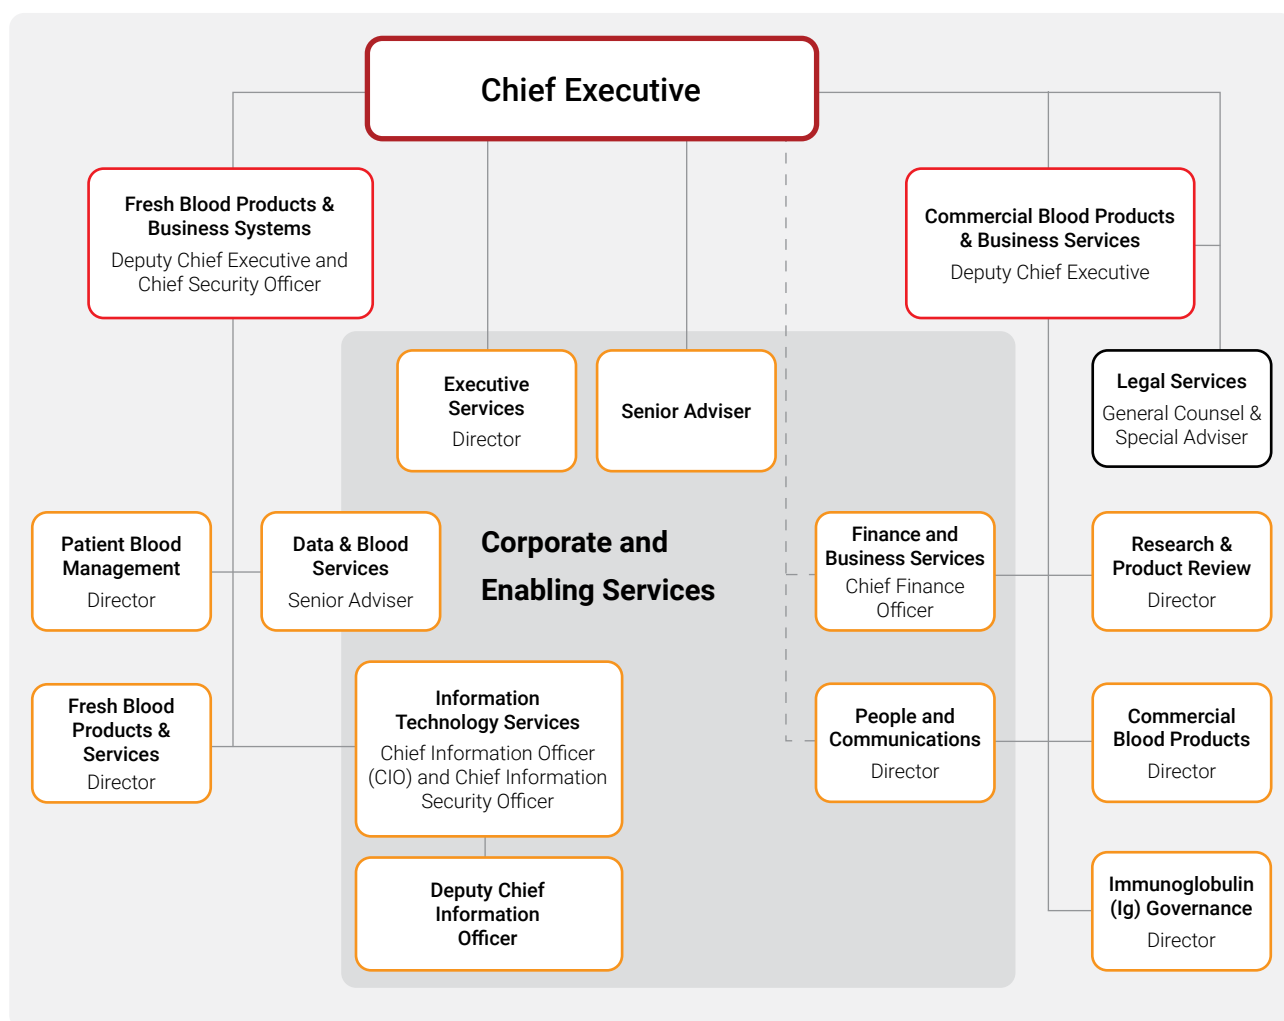 Chief Executive
Fresh Blood Products &
Business Systems
Deputy Chief Executive and
Chief Security Officer
Commercial Blood Products
& Business Services
Deputy Chief Executive
Executive
Services
Director
Senior Adviser
Legal Services
General Counsel &
Special Adviser
Patient Blood
Management
Director
Data & Blood
Services
Senior Adviser
Corporate and
Enabling Services
Finance and
Business Services
Chief Finance
Officer
Research &
Product Review
Director
Fresh Blood
Products &
Services
Director
Information
Technology Services
Chief Information Officer
(CIO) and Chief Information
Security Officer
People and
Communications
Director
Commercial
Blood Products
Director
Deputy Chief
Information
Officer
Immunoglobulin
(Ig) Governance
Director